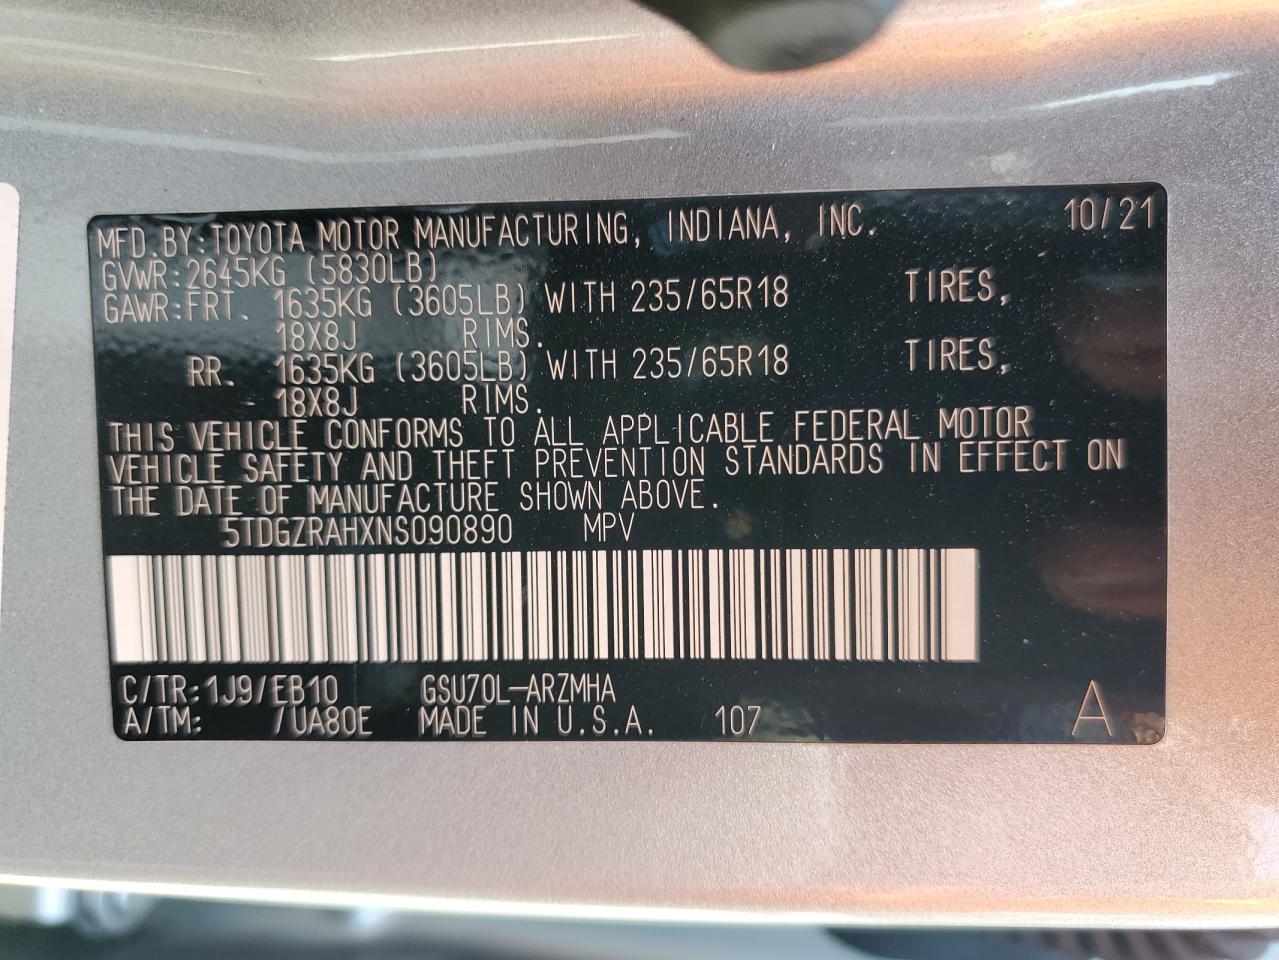 MFD.BY:TOYOTA MOTOR MANUFACTURING, INDIANA, INC. 10/21
GVWR:2645KG (5830LB)
GAWR:FRT. 1635KG (3605LB) WITH 235/65R18 TIRES,
18X8J RIMS.
RR. 1635KG (3605LB) WITH 235/65R18 TIRES,
18X8J RIMS.
THIS VEHICLE CONFORMS TO ALL APPLICABLE FEDERAL MOTOR
VEHICLE SAFETY AND THEFT PREVENTION STANDARDS IN EFFECT ON
THE DATE OF MANUFACTURE SHOWN ABOVE.
5TDGZRAHXNS090890 MPV
C/TR:1J9/EB10 GSU70L-ARZMHA
A/TM: /UA80E MADE IN U.S.A. 107 A